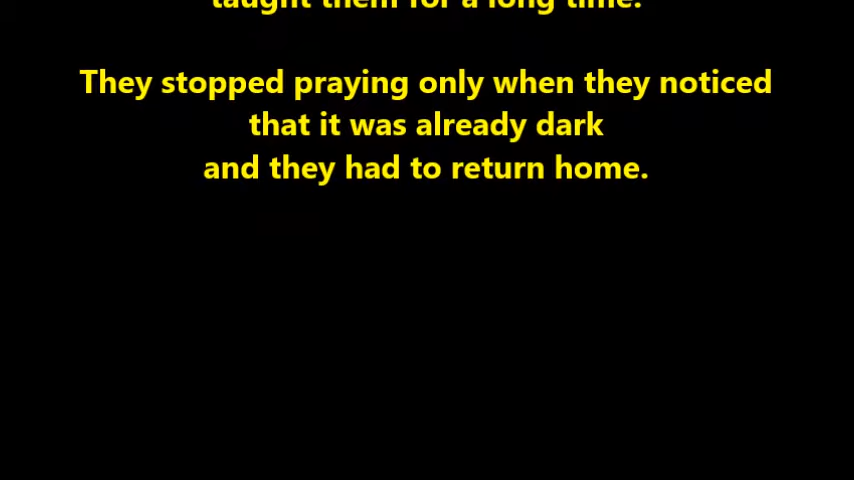 taught them for a long time.
They stopped praying only when they noticed
that it was already dark
and they had to return home.